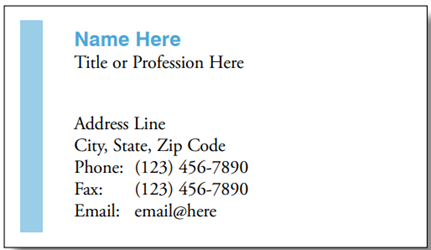 Name Here
Title or Profession Here
Address Line
City, State, Zip Code
Phone: (123) 456-7890
Fax: (123) 456-7890
Email: email@here